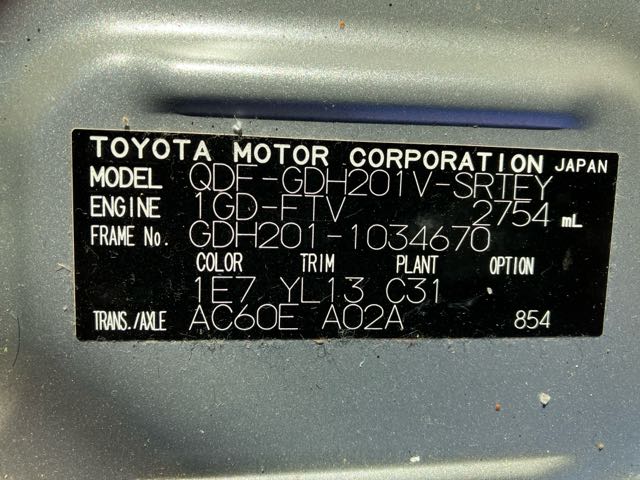 TOYOTA MOTOR CORPORATION JAPAN
MODEL QDF-GDH201V-SRTEY
ENGINE 1GD-FTV 2754 mL
FRAME No. GDH201-1034670
COLOR TRIM PLANT OPTION
1E7 YL13 C31
TRANS./AXLE AC60E A02A 854